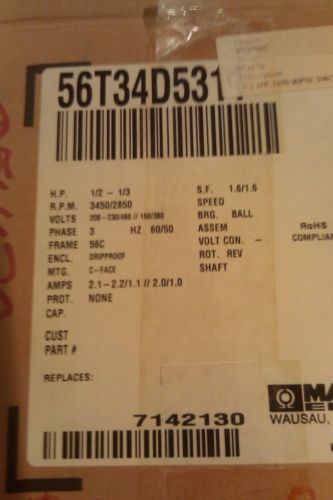 56T34D531
H.P. 1/2 - 1/3
R.P.M. 3450/2850
VOLTS 208-230/460 // 190/380
PHASE 3 HZ 60/50
FRAME 56C
ENCL. DRIPPROOF
MTG. C-FACE
AMPS 2.1-2.2/1.1 // 2.0/1.0
PROT. NONE
CAP.
S.F. 1.6/1.6
SPEED
BRG. BALL
ASSEM
VOLT CON. -
ROT. REV
SHAFT
RoHS
COMPLIAN
CUST
PART #
REPLACES:
7142130
MA
WAUSAU,